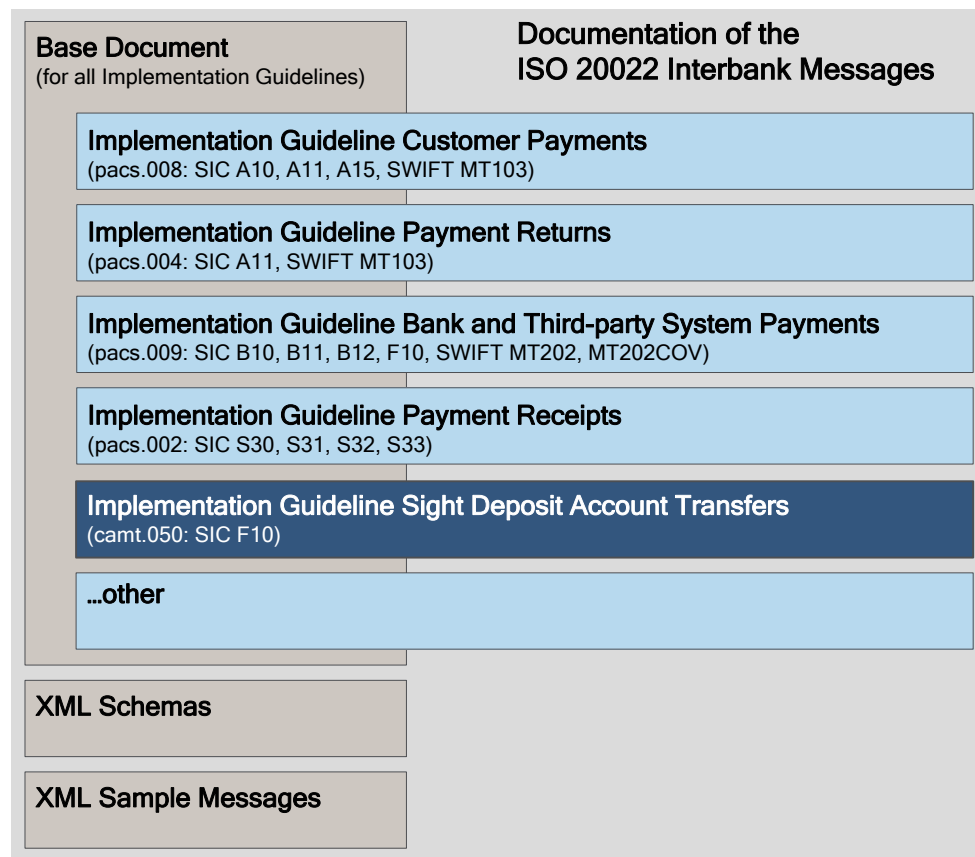 Base Document
(for all Implementation Guidelines)
Documentation of the
ISO 20022 Interbank Messages
Implementation Guideline Customer Payments
(pacs.008: SIC A10, A11, A15, SWIFT MT103)
Implementation Guideline Payment Returns
(pacs.004: SIC A11, SWIFT MT103)
Implementation Guideline Bank and Third-party System Payments
(pacs.009: SIC B10, B11, B12, F10, SWIFT MT202, MT202COV)
Implementation Guideline Payment Receipts
(pacs.002: SIC S30, S31, S32, S33)
Implementation Guideline Sight Deposit Account Transfers
(camt.050: SIC F10)
...other
XML Schemas
XML Sample Messages